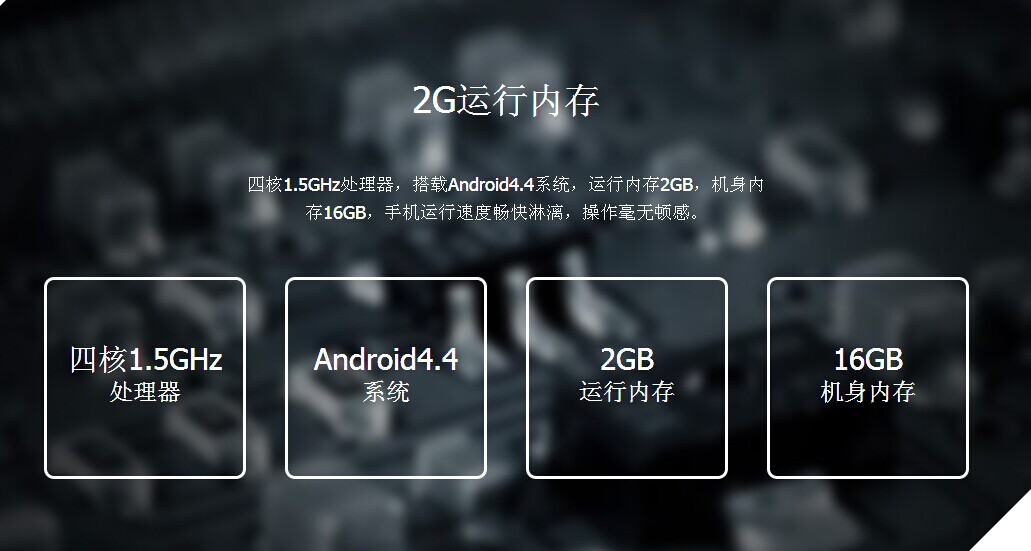 2G运行内存
四核1.5GHz处理器，搭载Android4.4系统，运行内存2GB，机身内
存16GB，手机运行速度畅快淋漓，操作毫无顿感。
四核1.5GHz
处理器
Android4.4
系统
2GB
运行内存
16GB
机身内存